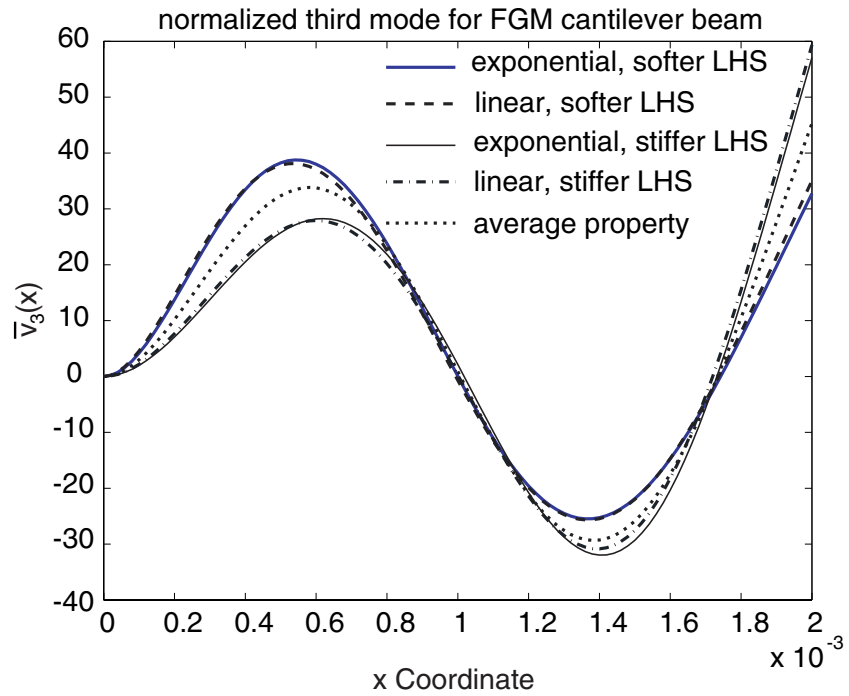 normalized third mode for FGM cantilever beam
60
50
40
30
20
10
0
-10
-20
-30
-40
v̅₃(x)
exponential, softer LHS
linear, softer LHS
exponential, stiffer LHS
linear, stiffer LHS
average property
0 0.2 0.4 0.6 0.8 1 1.2 1.4 1.6 1.8 2
x 10⁻³
x Coordinate